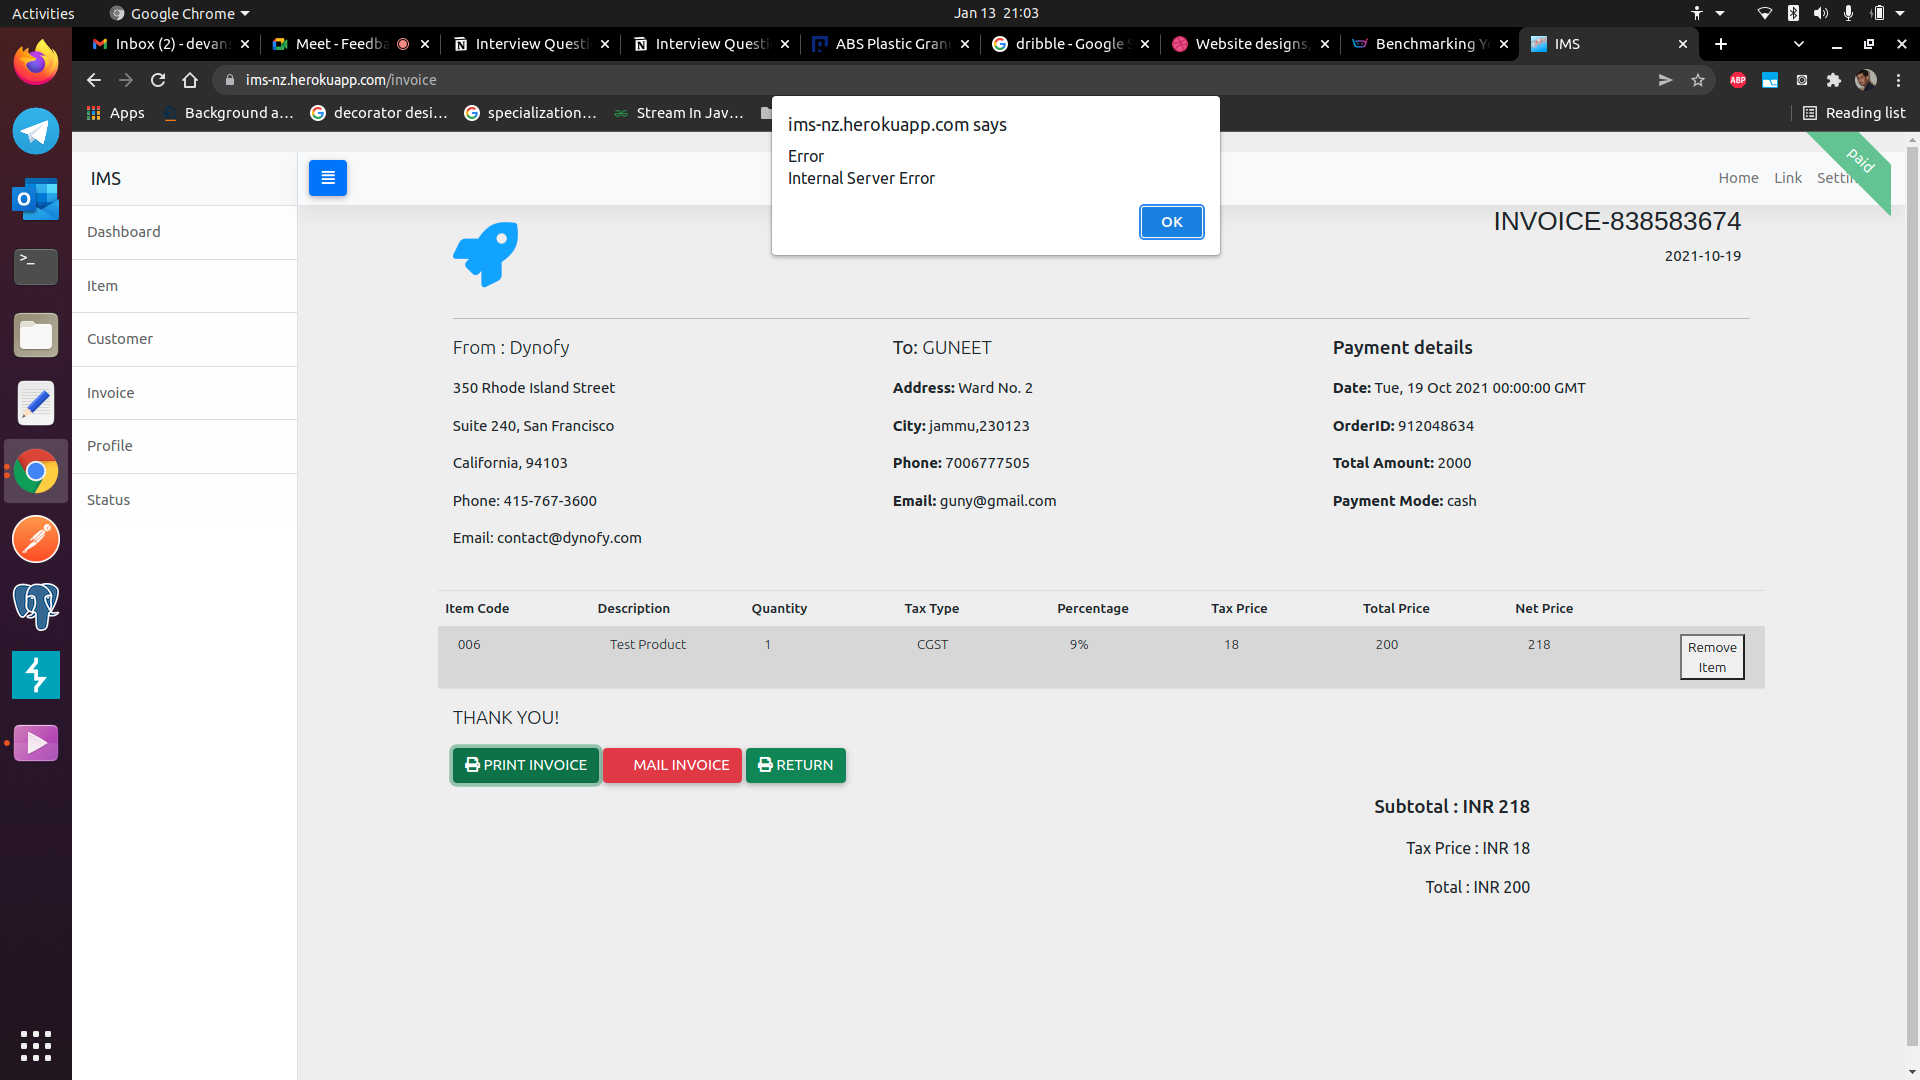 Activities
Google Chrome
Jan 13 21:03
Inbox (2) - devans
Meet - Feedba
Interview Questi
Interview Questi
ABS Plastic Gran
dribble - Google S
Website designs,
Benchmarking Yo
IMS
ims-nz.herokuapp.com/invoice
ABP
Apps
Background a...
decorator desi...
specialization...
Stream In Jav...
Reading list
ims-nz.herokuapp.com says
Error
Internal Server Error
OK
IMS
Home
Link
paid
Dashboard
Item
Customer
Invoice
Profile
Status
INVOICE-838583674
2021-10-19
From : Dynofy
350 Rhode Island Street
Suite 240, San Francisco
California, 94103
Phone: 415-767-3600
Email: contact@dynofy.com
To: GUNEET
Address: Ward No. 2
City: jammu,230123
Phone: 7006777505
Email: guny@gmail.com
Payment details
Date: Tue, 19 Oct 2021 00:00:00 GMT
OrderID: 912048634
Total Amount: 2000
Payment Mode: cash
Item Code Description Quantity Tax Type Percentage Tax Price Total Price Net Price
006 Test Product 1 CGST 9% 18 200 218
Remove
Item
THANK YOU!
PRINT INVOICE
MAIL INVOICE
RETURN
Subtotal : INR 218
Tax Price : INR 18
Total : INR 200